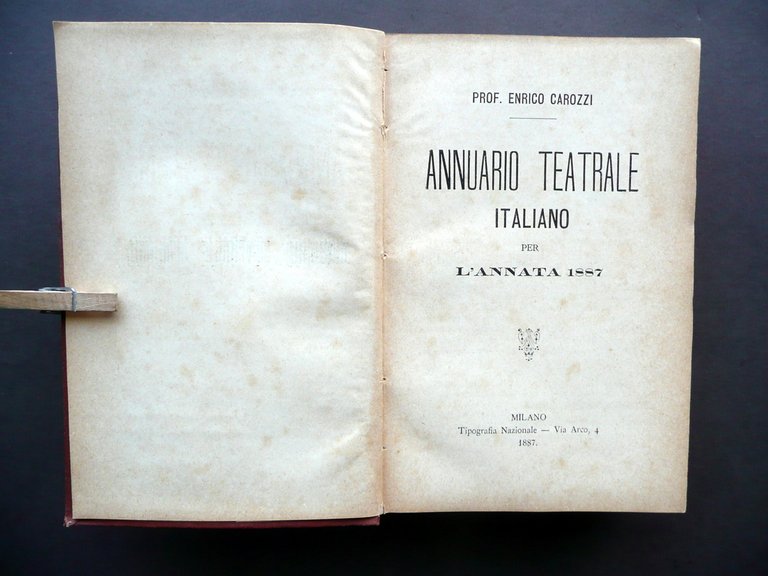 PROF. ENRICO CAROZZI
ANNUARIO TEATRALE
ITALIANO
PER
L'ANNATA 1887
MILANO
Tipografia Nazionale — Via Arco, 4
1887.